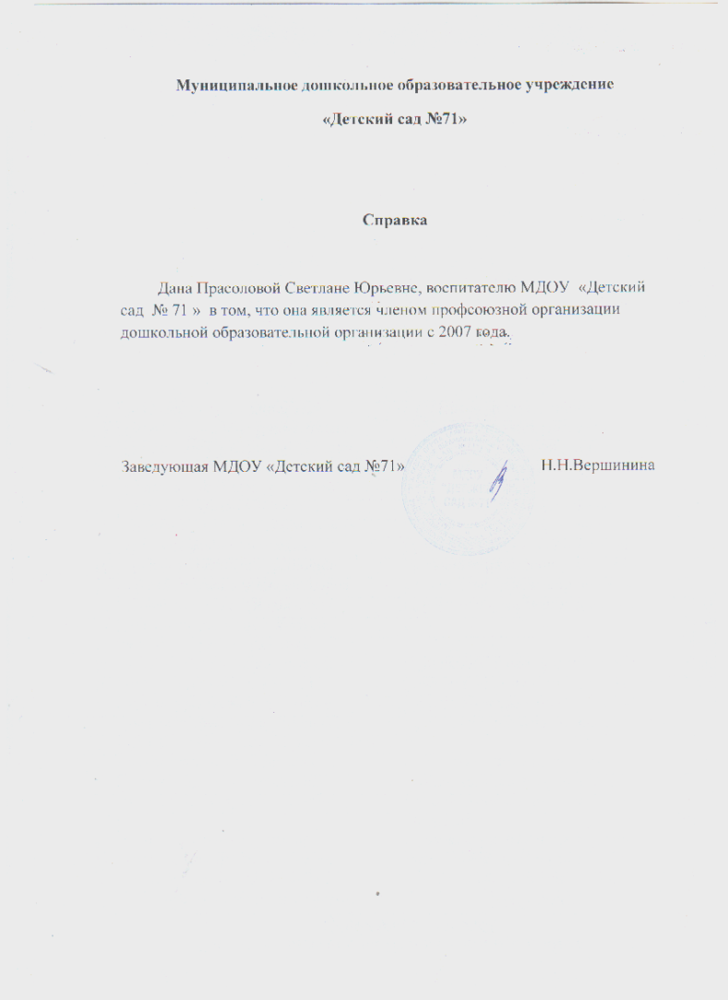 Муниципальное дошкольное образовательное учреждение
«Детский сад №71»
Справка
Дана Прасоловой Светлане Юрьевне, воспитателю МДОУ «Детский
сад № 71 » в том, что она является членом профсоюзной организации
дошкольной образовательной организации с 2007 года.
Заведующая МДОУ «Детский сад №71» Н.Н.Вершинина